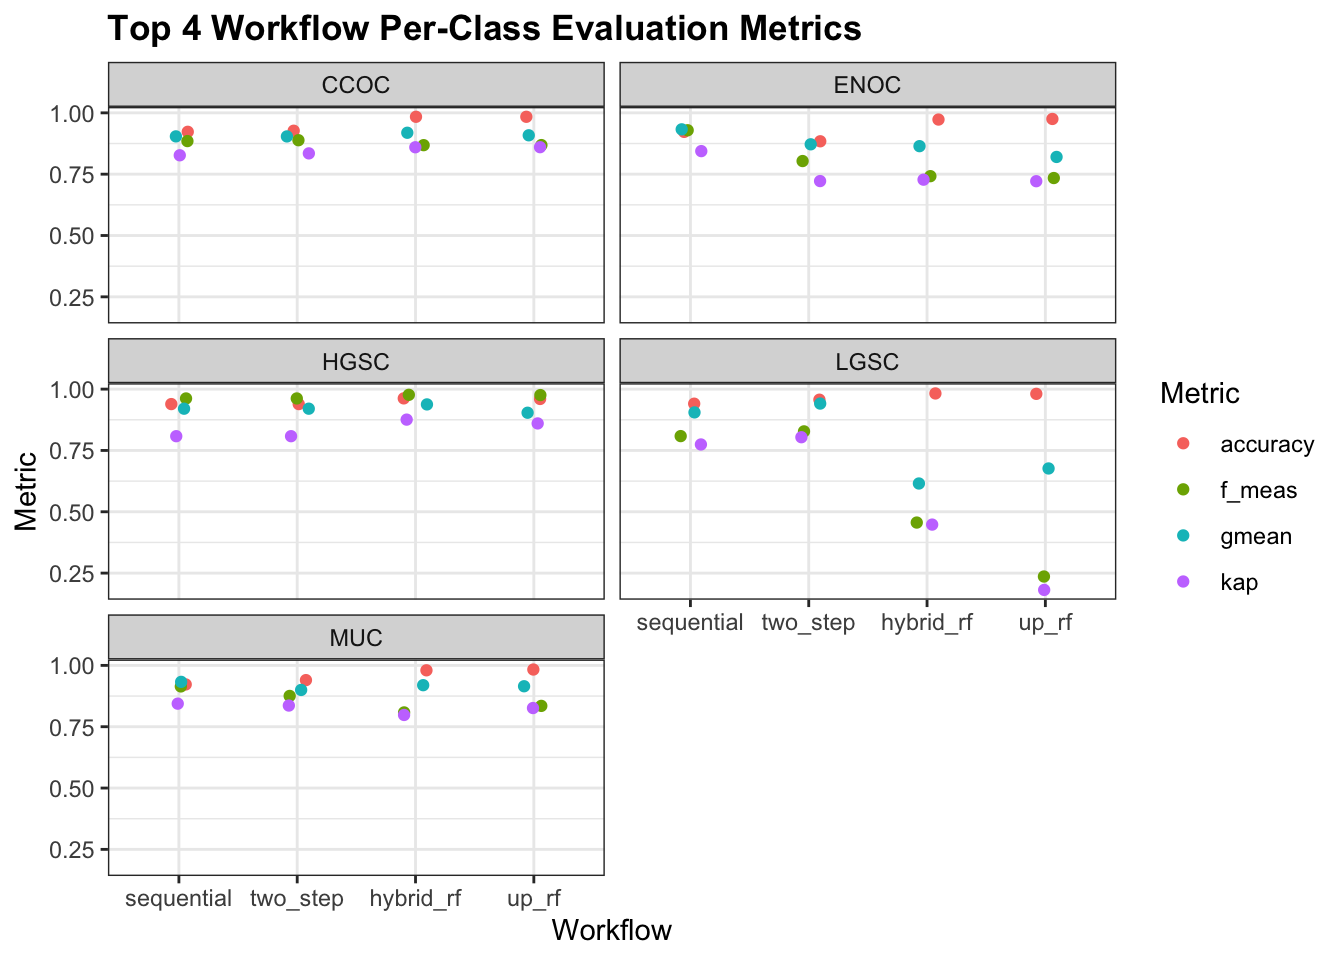 Top 4 Workflow Per-Class Evaluation Metrics
CCOC
ENOC
1.00
0.75
0.50
0.25
HGSC
LGSC
1.00
0.75
0.50
0.25
sequential two_step hybrid_rf up_rf
MUC
1.00
0.75
0.50
0.25
sequential two_step hybrid_rf up_rf
Workflow
Metric
Metric
accuracy
f_meas
gmean
kap